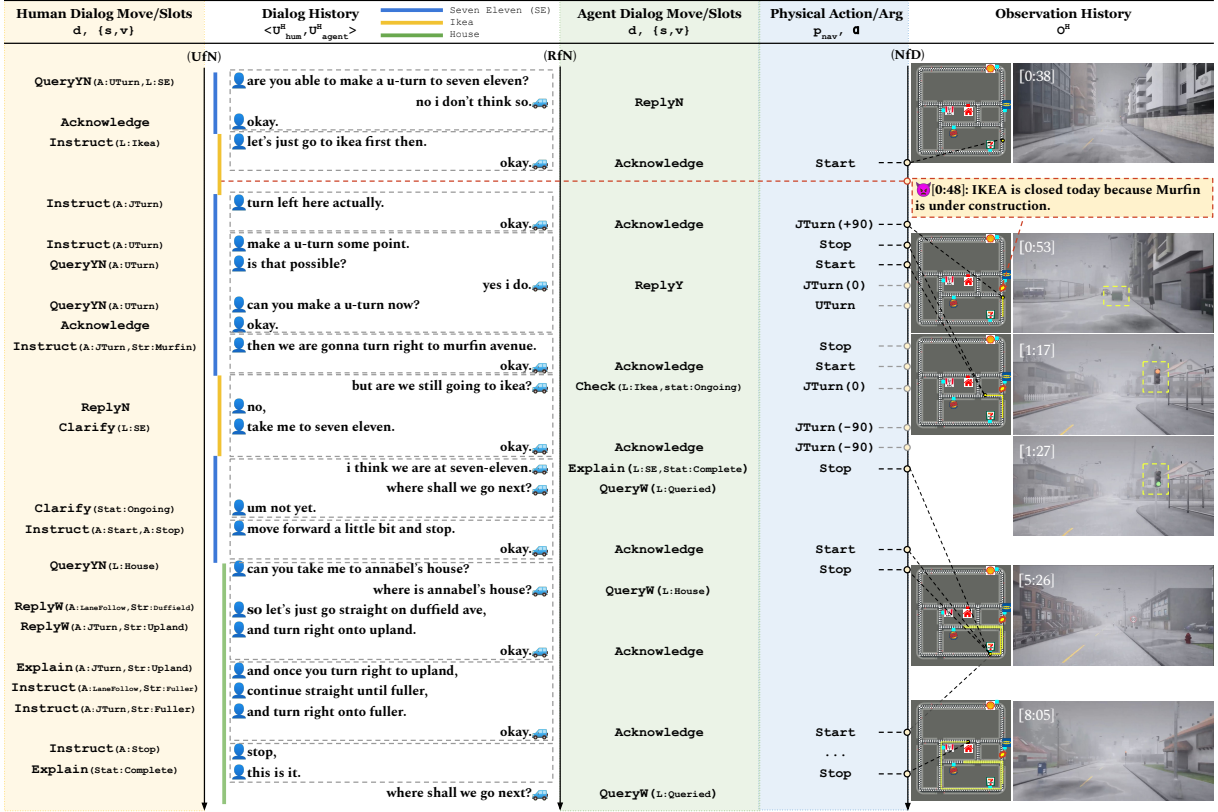 Human Dialog Move/Slots
d, {s,v}
Dialog History
<U^H_hum,U^H_agent>
Seven Eleven (SE)
Ikea
House
Agent Dialog Move/Slots
d, {s,v}
Physical Action/Arg
p_nav, α
Observation History
O^H
(UfN)
(RfN)
(NfD)
QueryYN(A:UTurn,L:SE)
are you able to make a u-turn to seven eleven?
no i don't think so.
ReplyN
Acknowledge
okay.
Instruct(L:Ikea)
let's just go to ikea first then.
okay.
Acknowledge
Start
[0:38]
[0:48]: IKEA is closed today because Murfin
is under construction.
Instruct(A:JTurn)
turn left here actually.
okay.
Acknowledge
JTurn(+90)
Instruct(A:UTurn)
make a u-turn some point.
Stop
QueryYN(A:UTurn)
is that possible?
Start
yes i do.
ReplyY
JTurn(0)
QueryYN(A:UTurn)
can you make a u-turn now?
UTurn
Acknowledge
okay.
[0:53]
Instruct(A:JTurn,Str:Murfin)
then we are gonna turn right to murfin avenue.
Stop
okay.
Acknowledge
Start
but are we still going to ikea?
Check(L:Ikea,stat:Ongoing)
JTurn(0)
ReplyN
no,
Clarify(L:SE)
take me to seven eleven.
JTurn(-90)
okay.
Acknowledge
JTurn(-90)
[1:17]
i think we are at seven-eleven.
Explain(L:SE,Stat:Complete)
Stop
where shall we go next?
QueryW(L:Queried)
[1:27]
Clarify(Stat:Ongoing)
um not yet.
Instruct(A:Start,A:Stop)
move forward a little bit and stop.
okay.
Acknowledge
Start
QueryYN(L:House)
can you take me to annabel's house?
Stop
where is annabel's house?
QueryW(L:House)
ReplyW(A:LaneFollow,Str:Duffield)
so let's just go straight on duffield ave,
ReplyW(A:JTurn,Str:Upland)
and turn right onto upland.
okay.
Acknowledge
[5:26]
Explain(A:JTurn,Str:Upland)
and once you turn right to upland,
Instruct(A:LaneFollow,Str:Fuller)
continue straight until fuller,
Instruct(A:JTurn,Str:Fuller)
and turn right onto fuller.
okay.
Acknowledge
Start
Instruct(A:Stop)
stop,
...
Explain(Stat:Complete)
this is it.
Stop
where shall we go next?
QueryW(L:Queried)
[8:05]